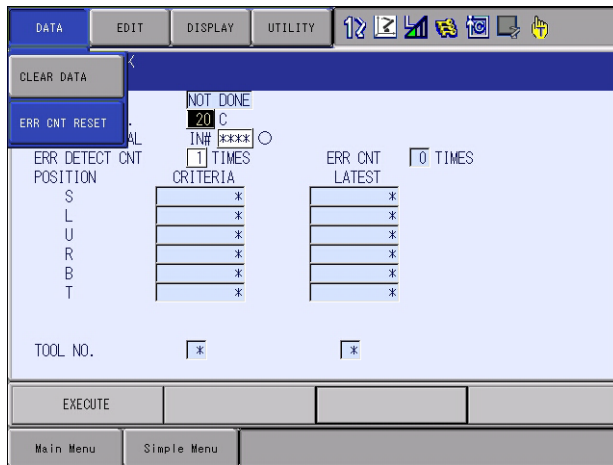 DATA EDIT DISPLAY UTILITY
CLEAR DATA
NOT DONE
ERR CNT RESET 20 C
AL IN# ****
ERR DETECT CNT 1 TIMES ERR CNT 0 TIMES
POSITION CRITERIA LATEST
S * *
L * *
U * *
R * *
B * *
T * *
TOOL NO. * *
EXECUTE
Main Menu Simple Menu